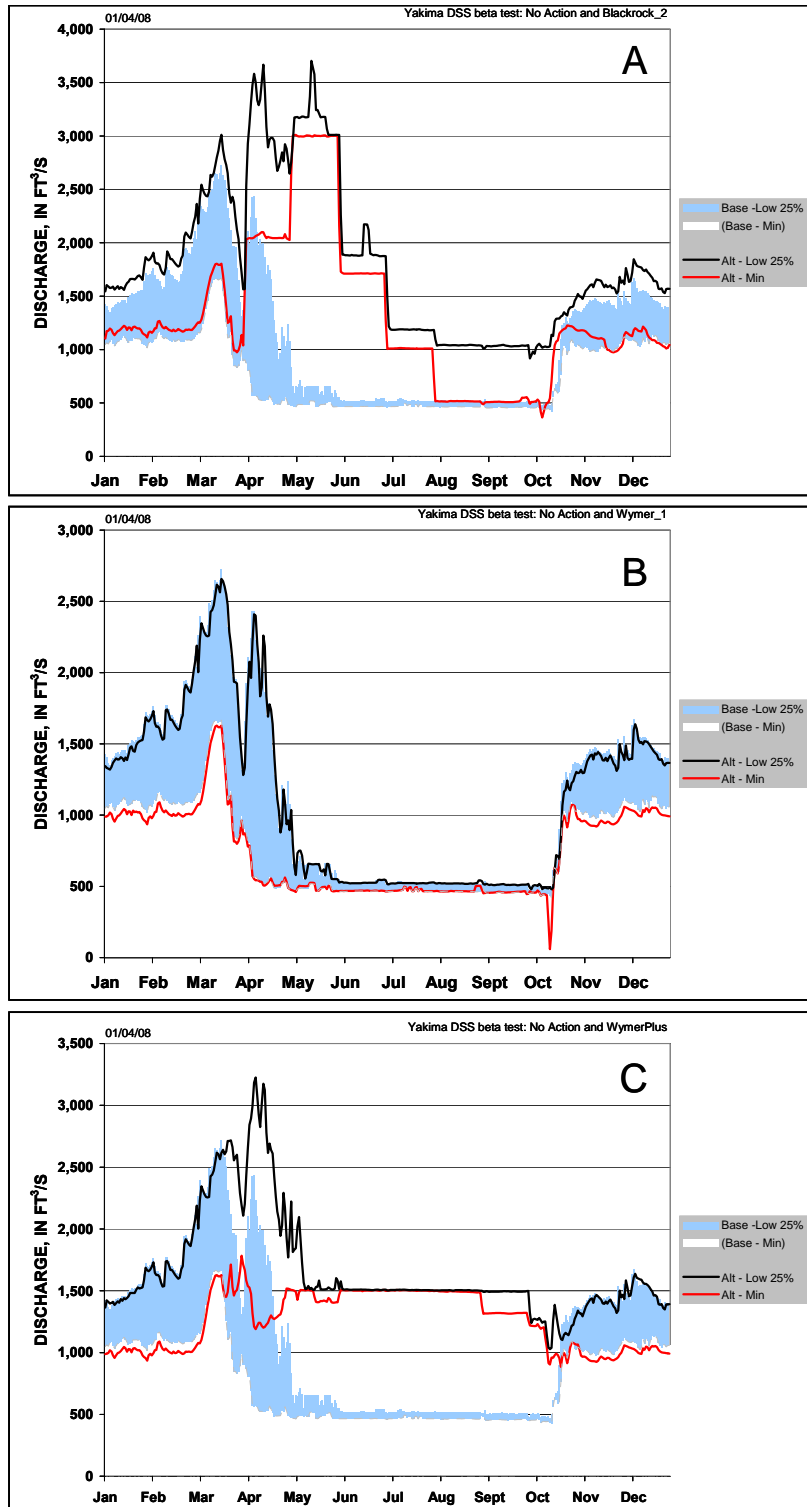 01/04/08
Yakima DSS beta test: No Action and Blackrock_2
A
4,000
3,500
3,000
2,500
2,000
1,500
1,000
500
0
DISCHARGE, IN FT³/S
Jan Feb Mar Apr May Jun Jul Aug Sept Oct Nov Dec
Base -Low 25%
(Base - Min)
Alt - Low 25%
Alt - Min
01/04/08
Yakima DSS beta test: No Action and Wymer_1
B
3,000
2,500
2,000
1,500
1,000
500
0
DISCHARGE, IN FT³/S
Jan Feb Mar Apr May Jun Jul Aug Sept Oct Nov Dec
Base -Low 25%
(Base - Min)
Alt - Low 25%
Alt - Min
01/04/08
Yakima DSS beta test: No Action and WymerPlus
C
3,500
3,000
2,500
2,000
1,500
1,000
500
0
DISCHARGE, IN FT³/S
Jan Feb Mar Apr May Jun Jul Aug Sept Oct Nov Dec
Base -Low 25%
(Base - Min)
Alt - Low 25%
Alt - Min